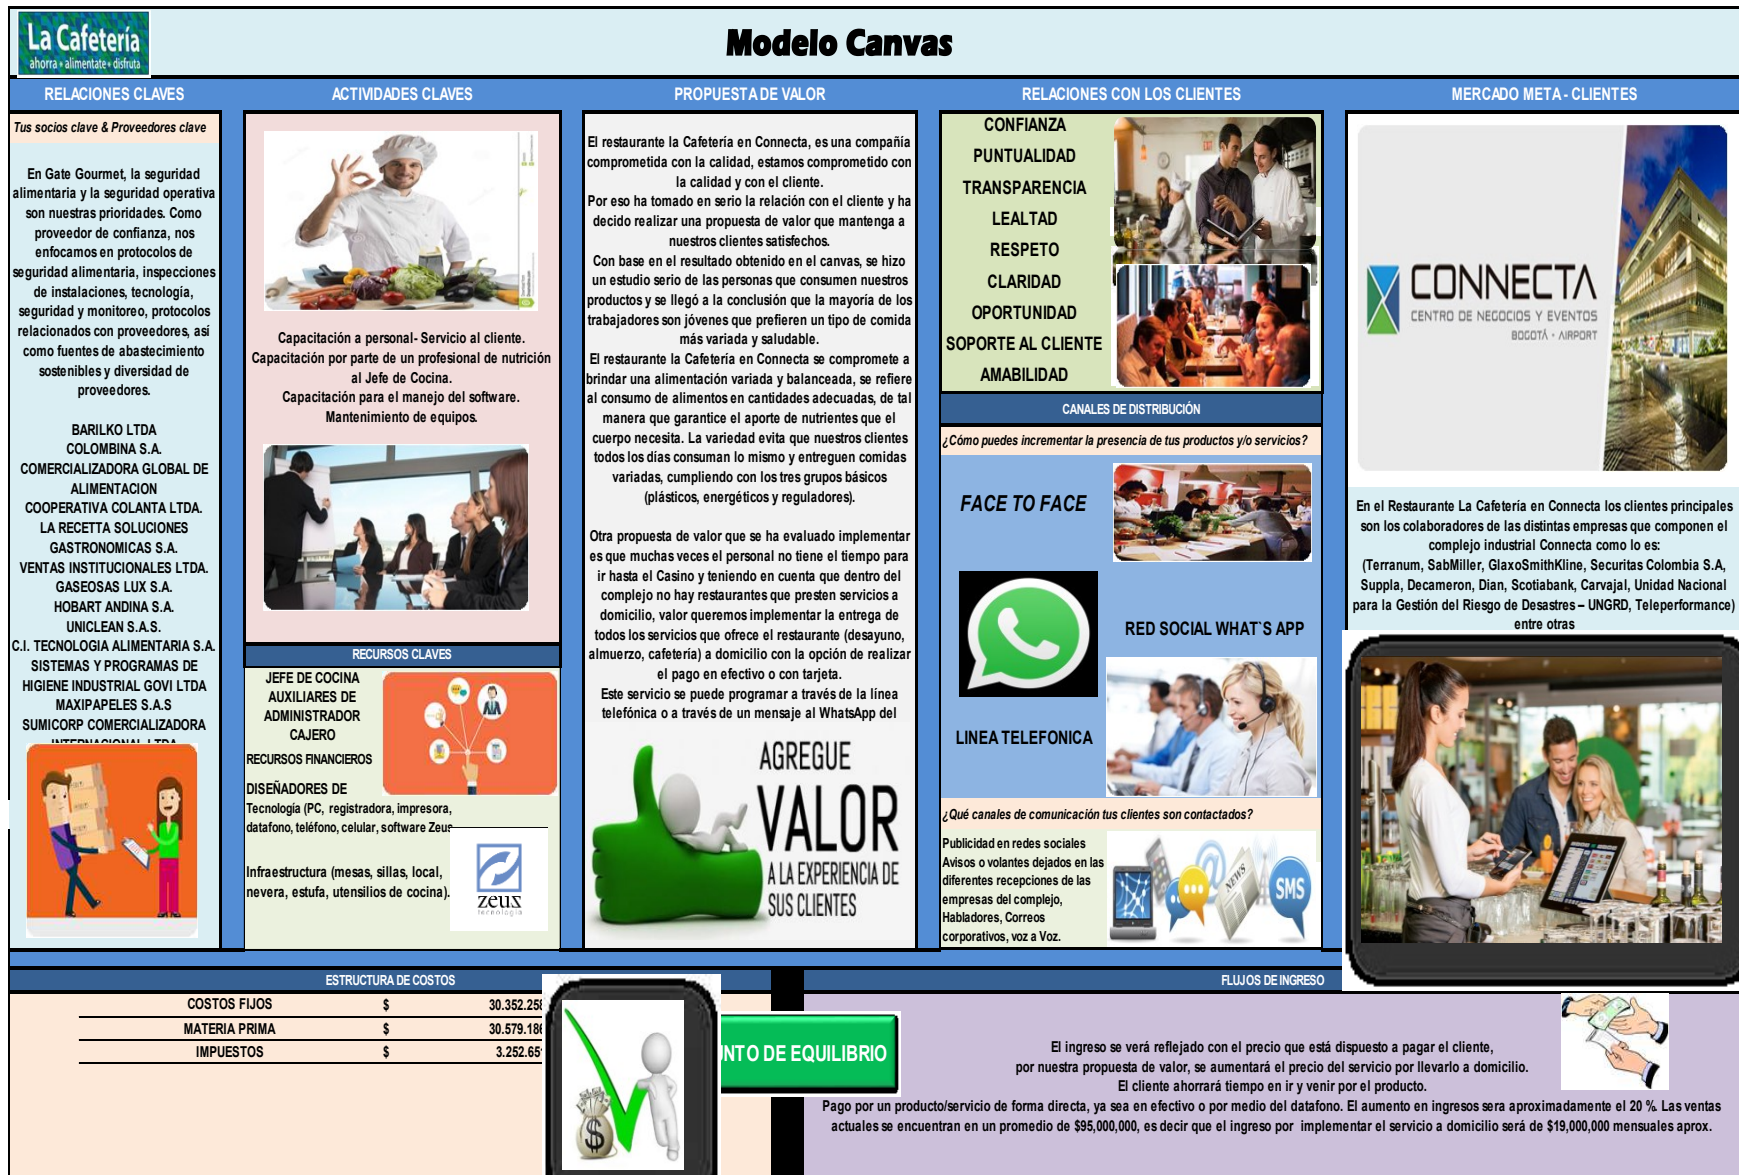 La Cafetería
ahorra • alimentate • disfruta
Modelo Canvas
RELACIONES CLAVES
Tus socios clave & Proveedores clave
En Gate Gourmet, la seguridad
alimentaria y la seguridad operativa
son nuestras prioridades. Como
proveedor de confianza, nos
enfocamos en protocolos de
seguridad alimentaria, inspecciones
de instalaciones, tecnología,
seguridad y monitoreo, protocolos
relacionados con proveedores, así
como fuentes de abastecimiento
sostenibles y diversidad de
proveedores.
BARILKO LTDA
COLOMBINA S.A.
COMERCIALIZADORA GLOBAL DE
ALIMENTACION
COOPERATIVA COLANTA LTDA.
LA RECETTA SOLUCIONES
GASTRONOMICAS S.A.
VENTAS INSTITUCIONALES LTDA.
GASEOSAS LUX S.A.
HOBART ANDINA S.A.
UNICLEAN S.A.S.
C.I. TECNOLOGIA ALIMENTARIA S.A.
SISTEMAS Y PROGRAMAS DE
HIGIENE INDUSTRIAL GOVI LTDA
MAXIPAPELES S.A.S
SUMICORP COMERCIALIZADORA
INTERNACIONAL LTDA
ACTIVIDADES CLAVES
Capacitación a personal- Servicio al cliente.
Capacitación por parte de un profesional de nutrición
al Jefe de Cocina.
Capacitación para el manejo del software.
Mantenimiento de equipos.
RECURSOS CLAVES
JEFE DE COCINA
AUXILIARES DE
ADMINISTRADOR
CAJERO
RECURSOS FINANCIEROS
DISEÑADORES DE
Tecnología (PC, registradora, impresora,
datafono, teléfono, celular, software Zeus
Infraestructura (mesas, sillas, local,
nevera, estufa, utensilios de cocina).
zeus
tecnología
PROPUESTA DE VALOR
El restaurante la Cafetería en Connecta, es una compañía
comprometida con la calidad, estamos comprometido con
la calidad y con el cliente.
Por eso ha tomado en serio la relación con el cliente y ha
decido realizar una propuesta de valor que mantenga a
nuestros clientes satisfechos.
Con base en el resultado obtenido en el canvas, se hizo
un estudio serio de las personas que consumen nuestros
productos y se llegó a la conclusión que la mayoría de los
trabajadores son jóvenes que prefieren un tipo de comida
más variada y saludable.
El restaurante la Cafetería en Connecta se compromete a
brindar una alimentación variada y balanceada, se refiere
al consumo de alimentos en cantidades adecuadas, de tal
manera que garantice el aporte de nutrientes que el
cuerpo necesita. La variedad evita que nuestros clientes
todos los días consuman lo mismo y entreguen comidas
variadas, cumpliendo con los tres grupos básicos
(plásticos, energéticos y reguladores).
Otra propuesta de valor que se ha evaluado implementar
es que muchas veces el personal no tiene el tiempo para
ir hasta el Casino y teniendo en cuenta que dentro del
complejo no hay restaurantes que presten servicios a
domicilio, valor queremos implementar la entrega de
todos los servicios que ofrece el restaurante (desayuno,
almuerzo, cafetería) a domicilio con la opción de realizar
el pago en efectivo o con tarjeta.
Este servicio se puede programar a través de la línea
telefónica o a través de un mensaje al WhatsApp del
AGREGUE
VALOR
A LA EXPERIENCIA DE
SUS CLIENTES
RELACIONES CON LOS CLIENTES
CONFIANZA
PUNTUALIDAD
TRANSPARENCIA
LEALTAD
RESPETO
CLARIDAD
OPORTUNIDAD
SOPORTE AL CLIENTE
AMABILIDAD
CANALES DE DISTRIBUCIÓN
¿Cómo puedes incrementar la presencia de tus productos y/o servicios?
FACE TO FACE
RED SOCIAL WHAT`S APP
LINEA TELEFONICA
¿Qué canales de comunicación tus clientes son contactados?
Publicidad en redes sociales
Avisos o volantes dejados en las
diferentes recepciones de las
empresas del complejo,
Habladores, Correos
corporativos, voz a Voz.
NEWS
SMS
MERCADO META - CLIENTES
CONNECTA
CENTRO DE NEGOCIOS Y EVENTOS
BOGOTÁ - AIRPORT
En el Restaurante La Cafetería en Connecta los clientes principales
son los colaboradores de las distintas empresas que componen el
complejo industrial Connecta como lo es:
(Terranum, SabMiller, GlaxoSmithKline, Securitas Colombia S.A,
Suppla, Decameron, Dian, Scotiabank, Carvajal, Unidad Nacional
para la Gestión del Riesgo de Desastres – UNGRD, Teleperformance)
entre otras
ESTRUCTURA DE COSTOS
COSTOS FIJOS $ 30.352.258
MATERIA PRIMA $ 30.579.186
IMPUESTOS $ 3.252.65
NTO DE EQUILIBRIO
FLUJOS DE INGRESO
El ingreso se verá reflejado con el precio que está dispuesto a pagar el cliente,
por nuestra propuesta de valor, se aumentará el precio del servicio por llevarlo a domicilio.
El cliente ahorrará tiempo en ir y venir por el producto.
Pago por un producto/servicio de forma directa, ya sea en efectivo o por medio del datafono. El aumento en ingresos sera aproximadamente el 20 %. Las ventas
actuales se encuentran en un promedio de $95,000,000, es decir que el ingreso por implementar el servicio a domicilio será de $19,000,000 mensuales aprox.